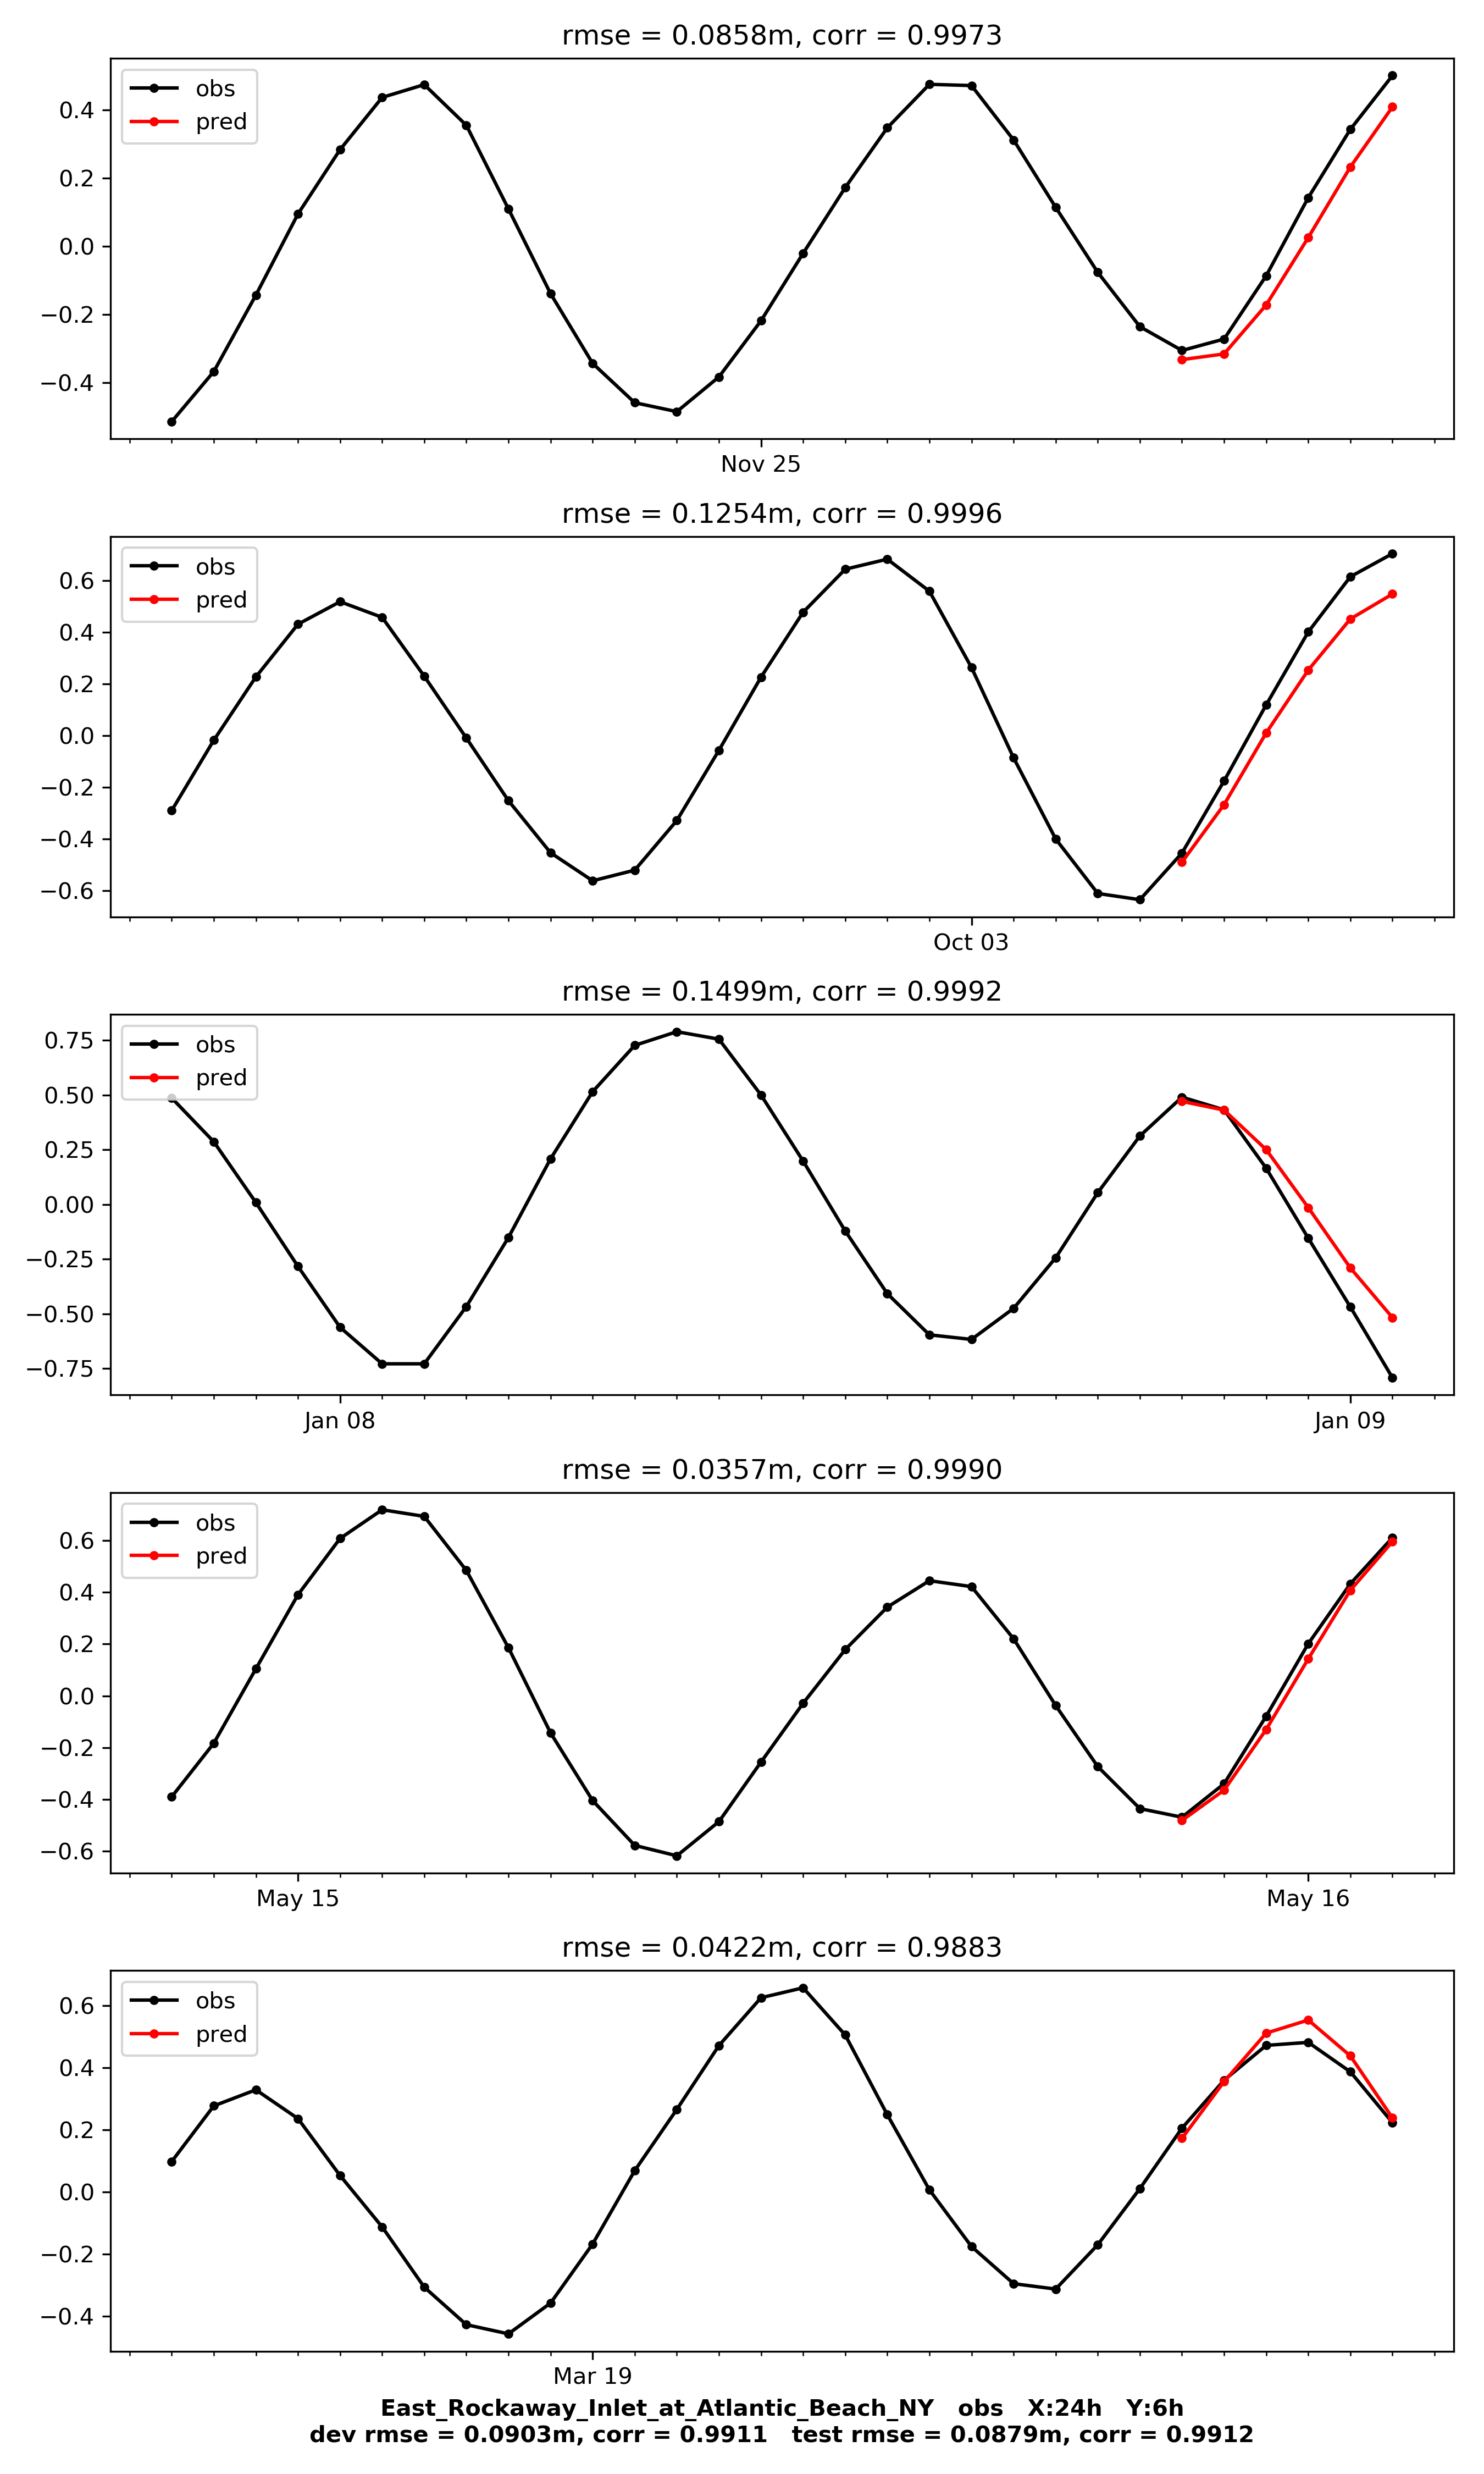 rmse = 0.0858m, corr = 0.9973
obs
pred
0.4
0.2
0.0
−0.2
−0.4
Nov 25
rmse = 0.1254m, corr = 0.9996
obs
pred
0.6
0.4
0.2
0.0
−0.2
−0.4
−0.6
Oct 03
rmse = 0.1499m, corr = 0.9992
obs
pred
0.75
0.50
0.25
0.00
−0.25
−0.50
−0.75
Jan 08 Jan 09
rmse = 0.0357m, corr = 0.9990
obs
pred
0.6
0.4
0.2
0.0
−0.2
−0.4
−0.6
May 15 May 16
rmse = 0.0422m, corr = 0.9883
obs
pred
0.6
0.4
0.2
0.0
−0.2
−0.4
Mar 19
East_Rockaway_Inlet_at_Atlantic_Beach_NY obs X:24h Y:6h
dev rmse = 0.0903m, corr = 0.9911 test rmse = 0.0879m, corr = 0.9912